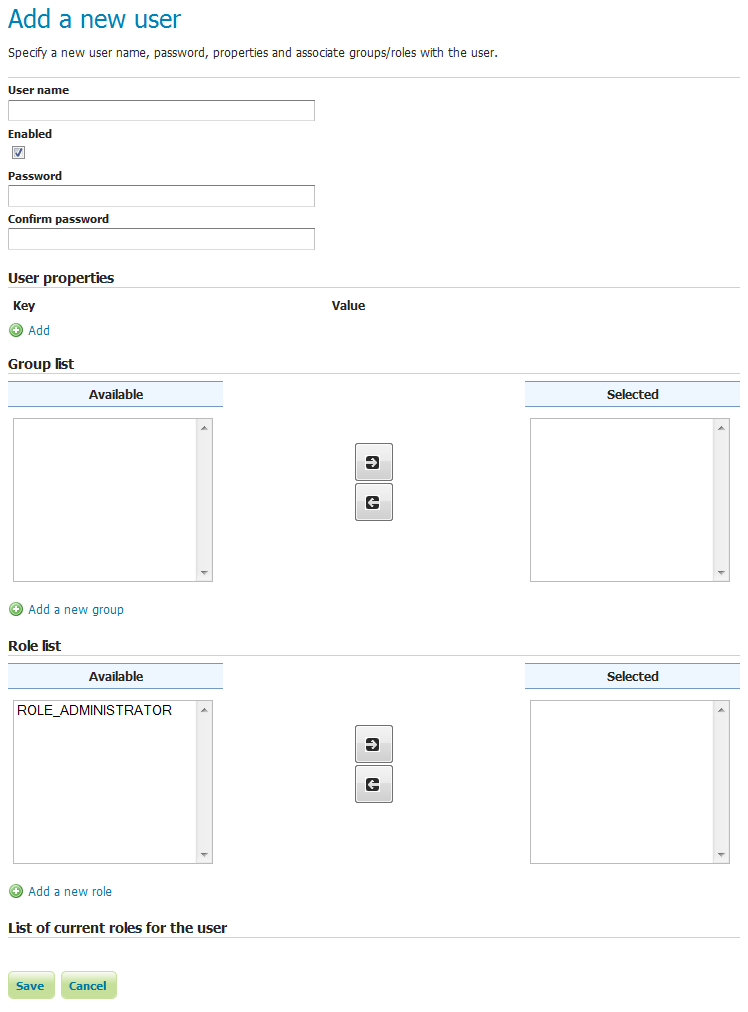 Add a new user
Specify a new user name, password, properties and associate groups/roles with the user.
User name
Enabled
Password
Confirm password
User properties
Key Value
Add
Group list
Available Selected
Add a new group
Role list
Available Selected
ROLE_ADMINISTRATOR
Add a new role
List of current roles for the user
Save Cancel